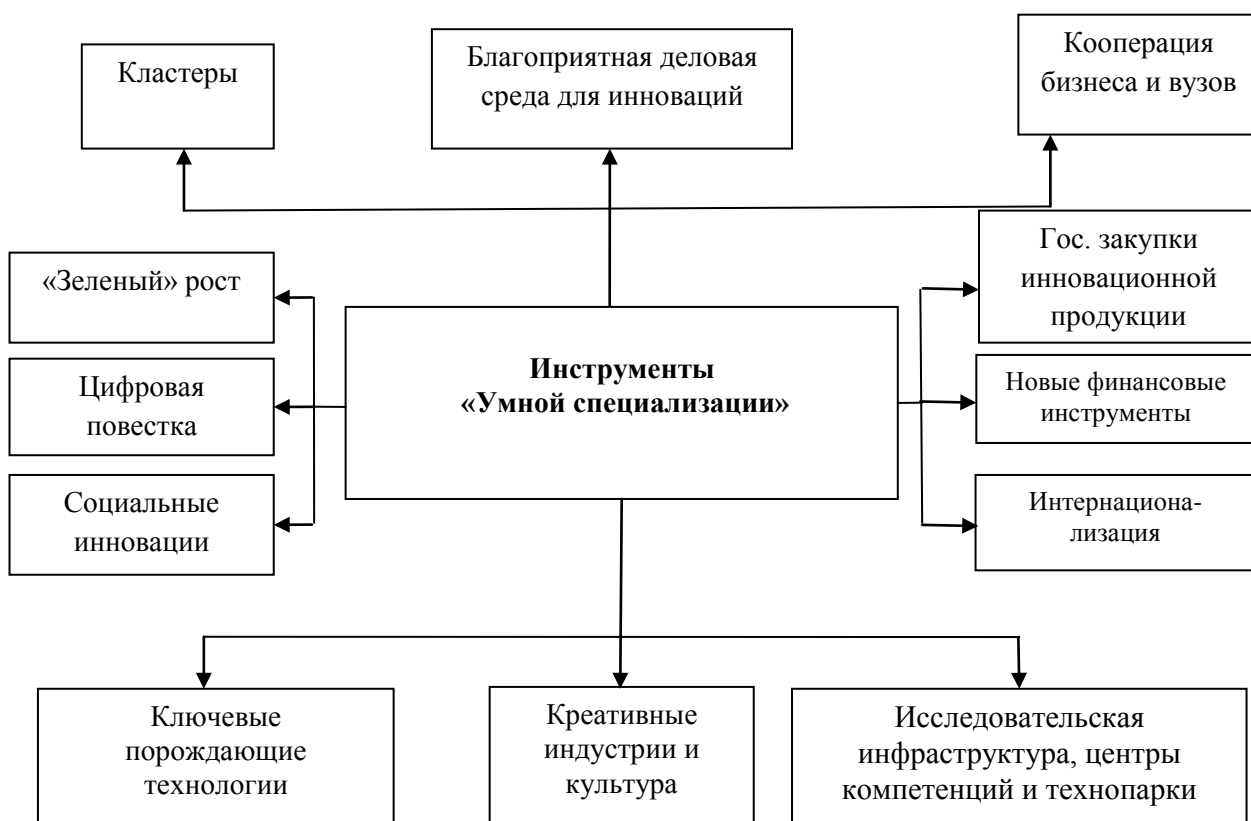 Кластеры
Благоприятная деловая
среда для инноваций
Кооперация
бизнеса и вузов
«Зеленый» рост
Цифровая
повестка
Социальные
инновации
Инструменты
«Умной специализации»
Гос. закупки
инновационной
продукции
Новые финансовые
инструменты
Интернациона-
лизация
Ключевые
порождающие
технологии
Креативные
индустрии и
культура
Исследовательская
инфраструктура, центры
компетенций и технопарки